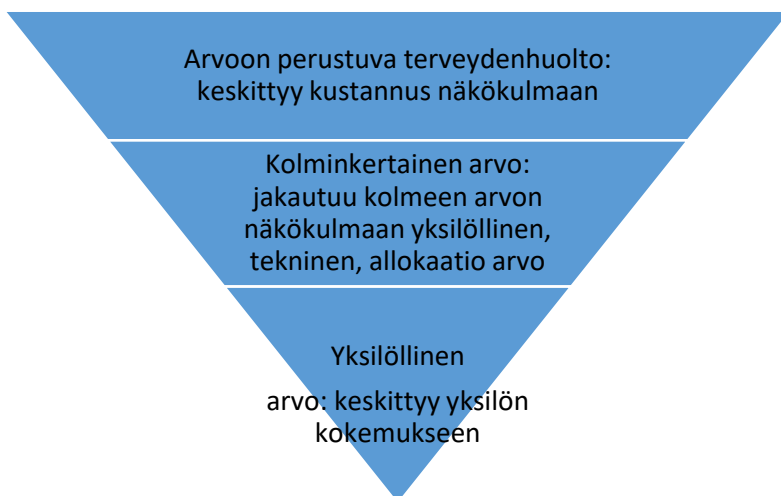 Arvoon perustuva terveydenhuolto:
keskittyy kustannus näkökulmaan
Kolminkertainen arvo:
jakautuu kolmeen arvon
näkökulmaan yksilöllinen,
tekninen, allokaatio arvo
Yksilöllinen
arvo: keskittyy yksilön
kokemukseen